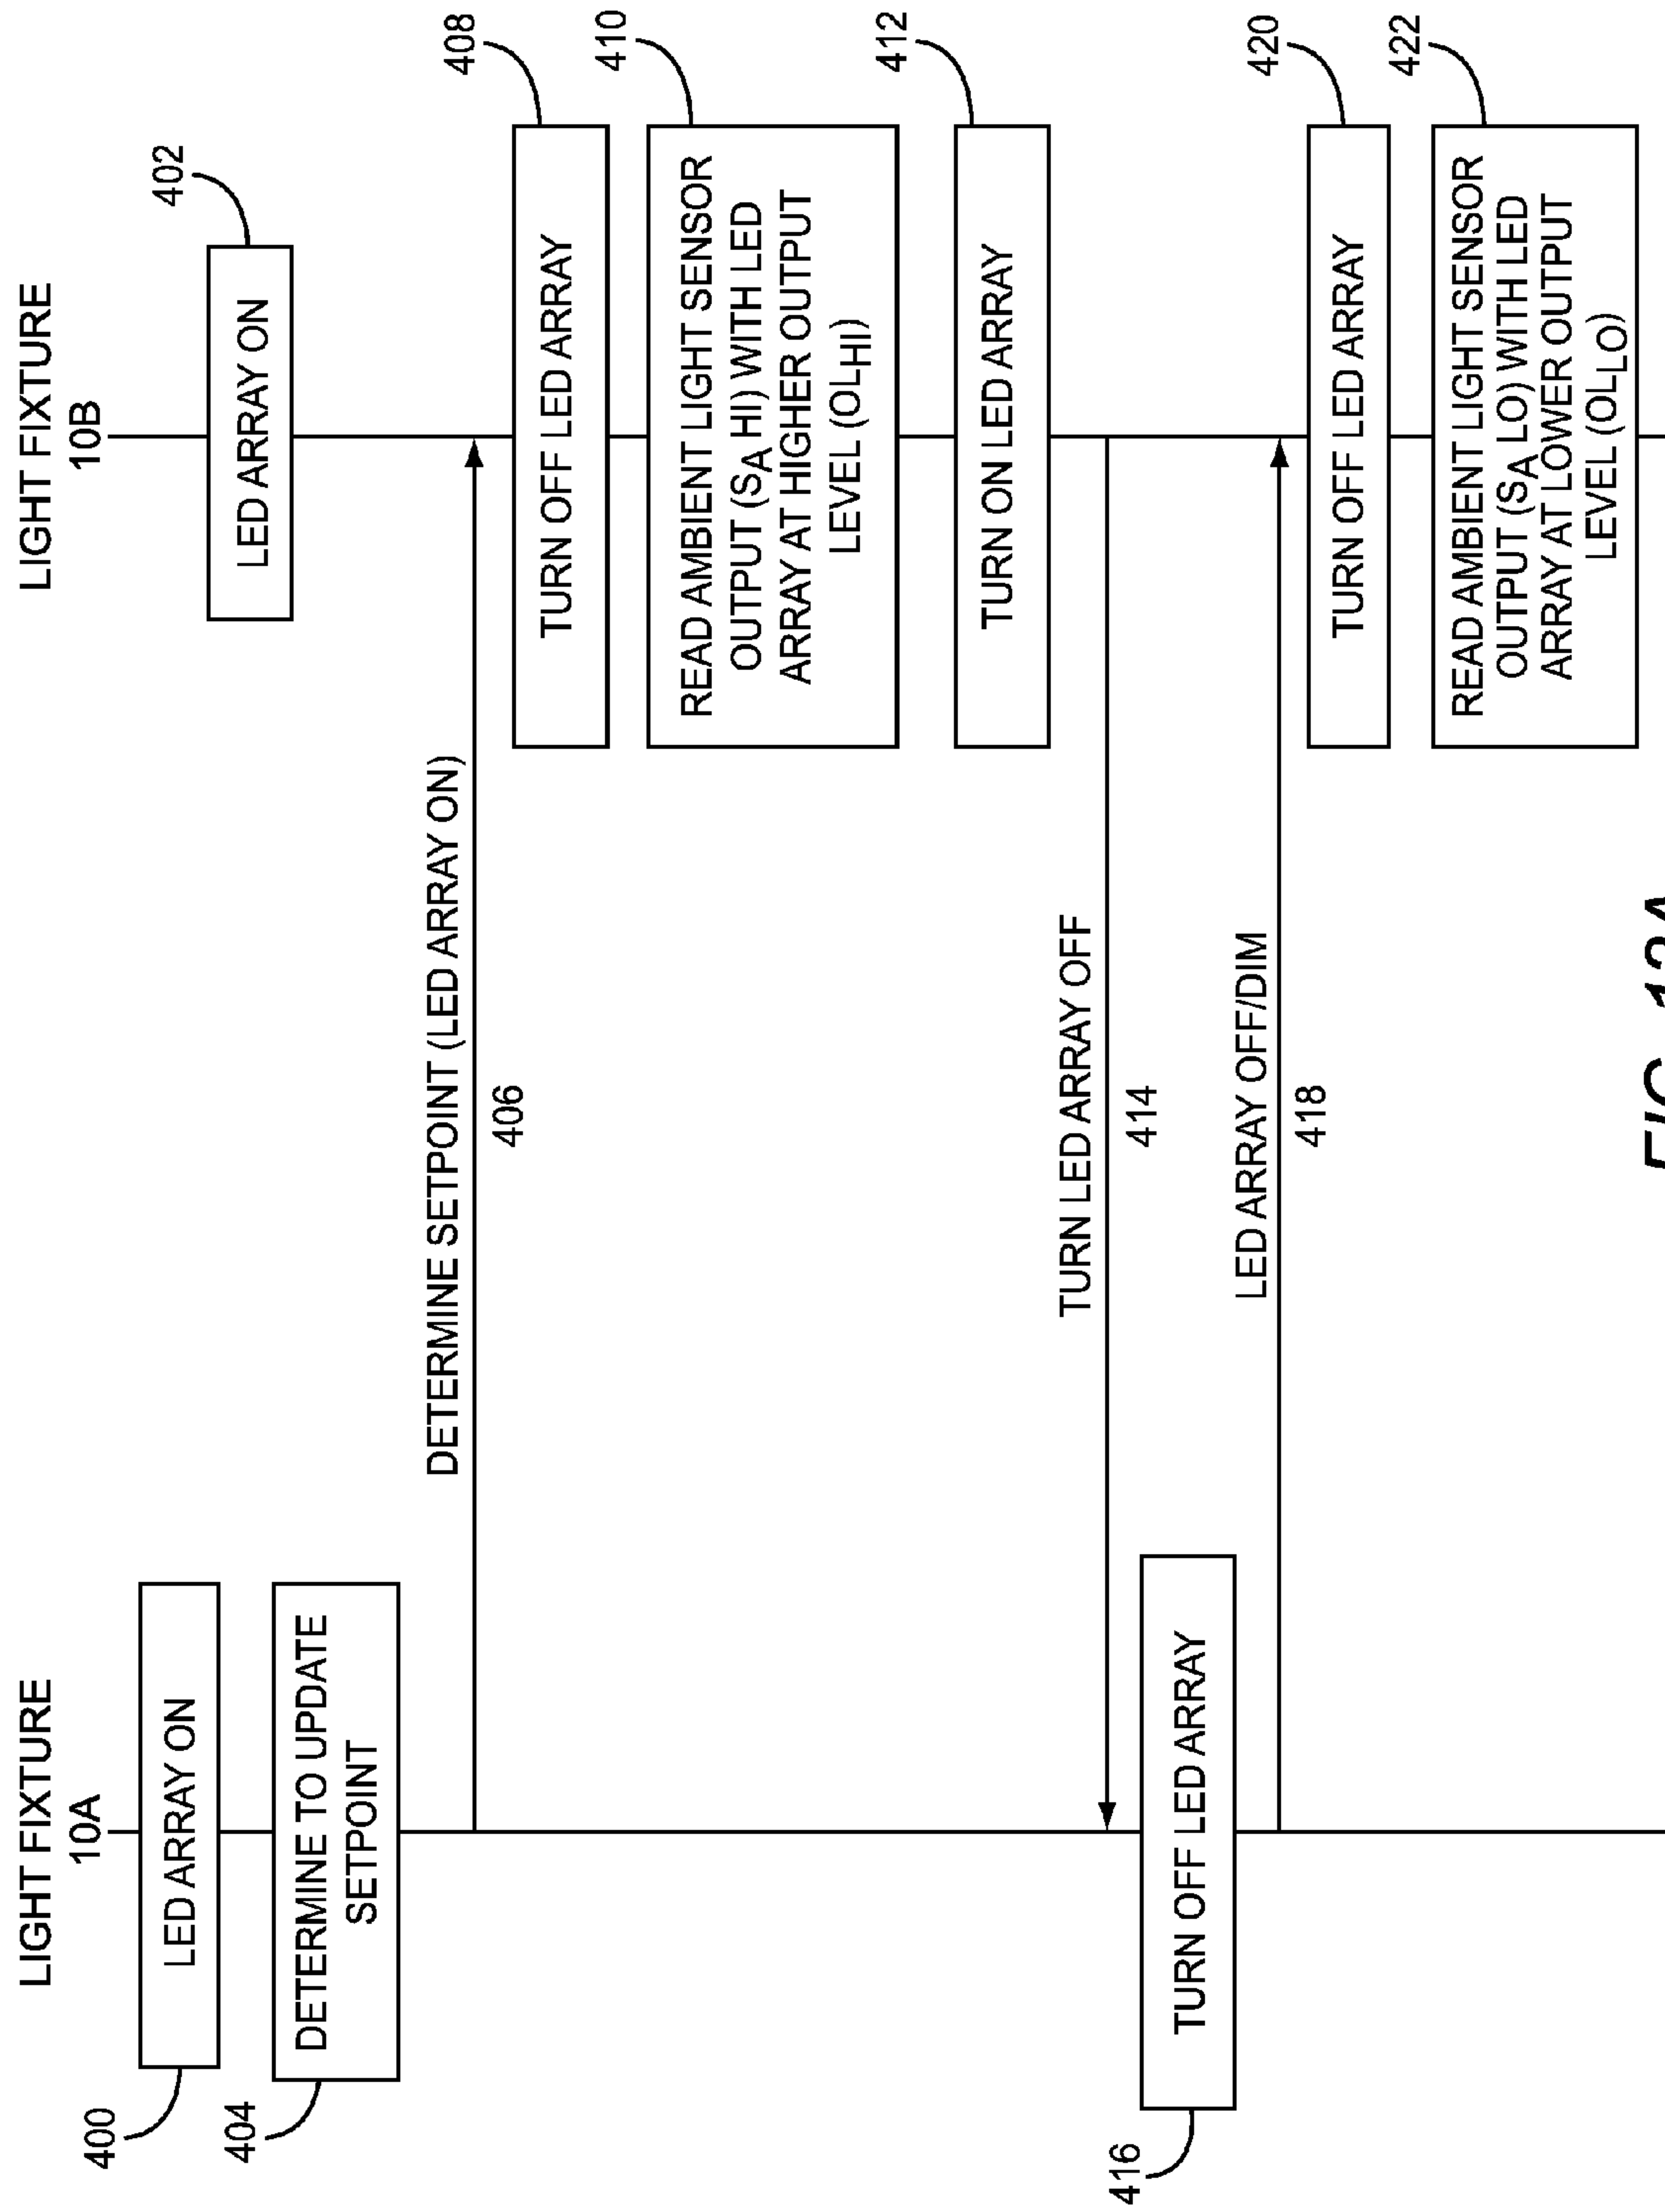 LIGHT FIXTURE
10A
LIGHT FIXTURE
10B
400
LED ARRAY ON
LED ARRAY ON
402
404
DETERMINE TO UPDATE
SETPOINT
DETERMINE SETPOINT (LED ARRAY ON)
406
TURN OFF LED ARRAY
408
READ AMBIENT LIGHT SENSOR
OUTPUT (SA HI) WITH LED
ARRAY AT HIGHER OUTPUT
LEVEL (OLHI)
410
TURN ON LED ARRAY
412
TURN LED ARRAY OFF
414
416
TURN OFF LED ARRAY
LED ARRAY OFF/DIM
418
TURN OFF LED ARRAY
420
READ AMBIENT LIGHT SENSOR
OUTPUT (SA LO) WITH LED
ARRAY AT LOWER OUTPUT
LEVEL (OLLO)
422